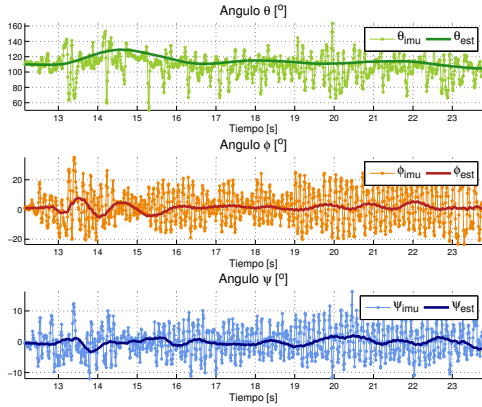 Angulo θ [º]
160
140
120
100
80
60
θimu θest
13 14 15 16 17 18 19 20 21 22 23
Tiempo [s]
Angulo ϕ [º]
20
0
−20
ϕimu ϕest
13 14 15 16 17 18 19 20 21 22 23
Tiempo [s]
Angulo ψ [º]
10
0
−10
ψimu ψest
13 14 15 16 17 18 19 20 21 22 23
Tiempo [s]